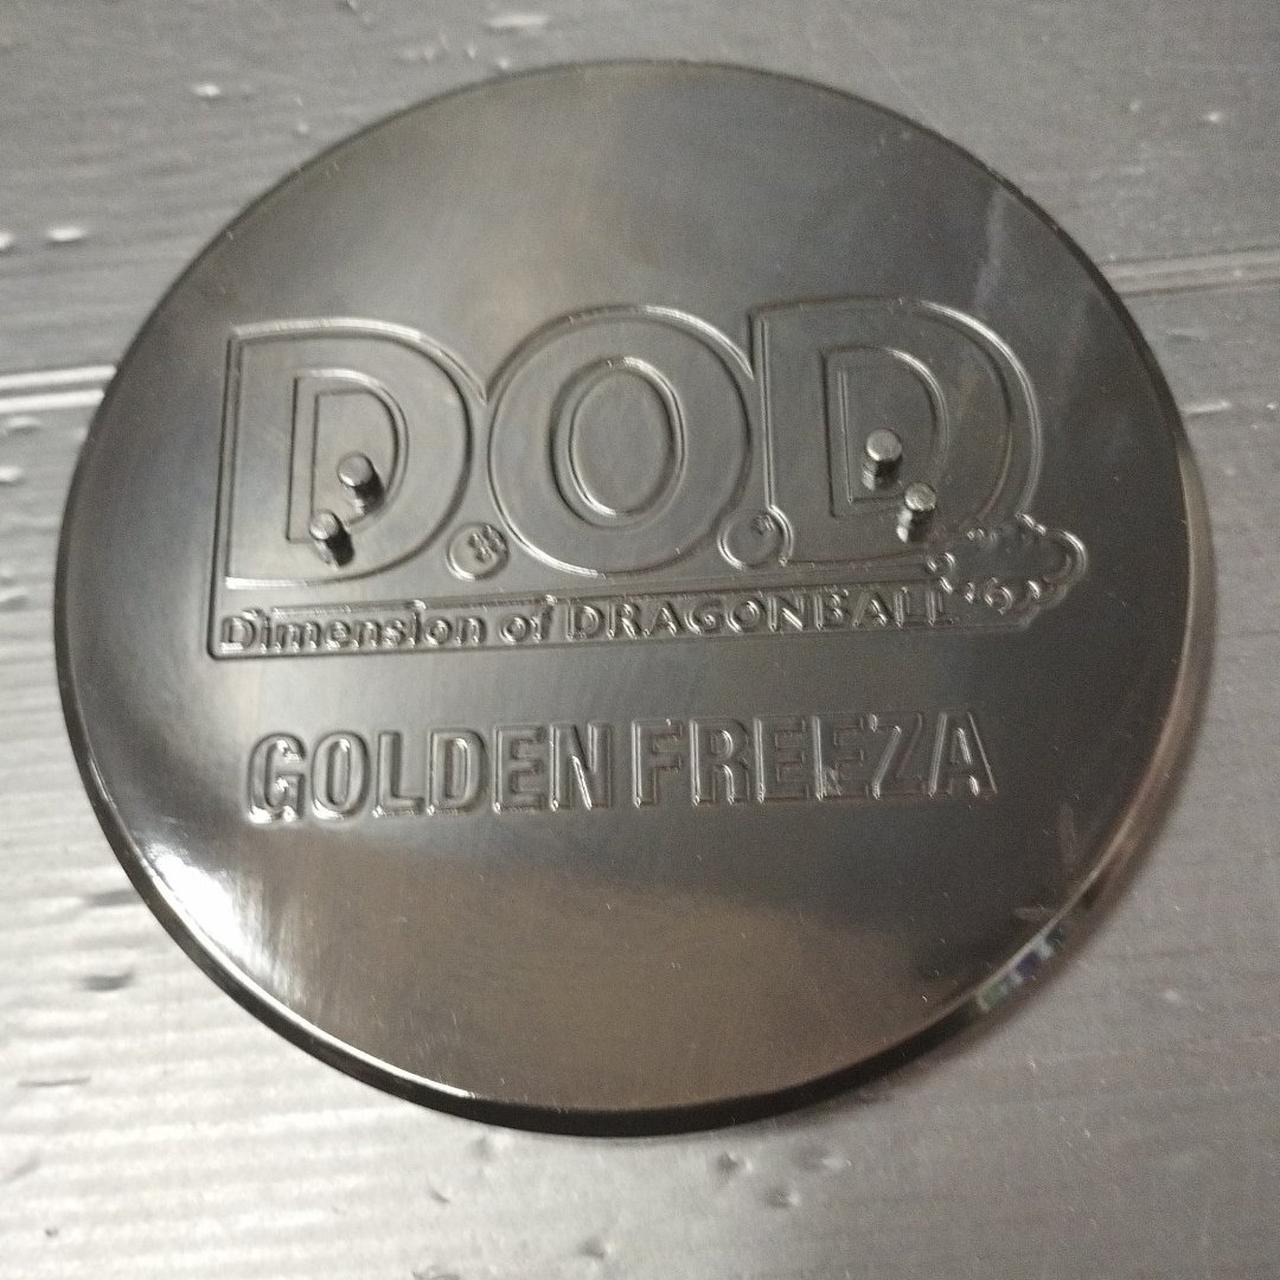 D.O.D.
Dimension of DRAGONBALL
GOLDEN FREEZA